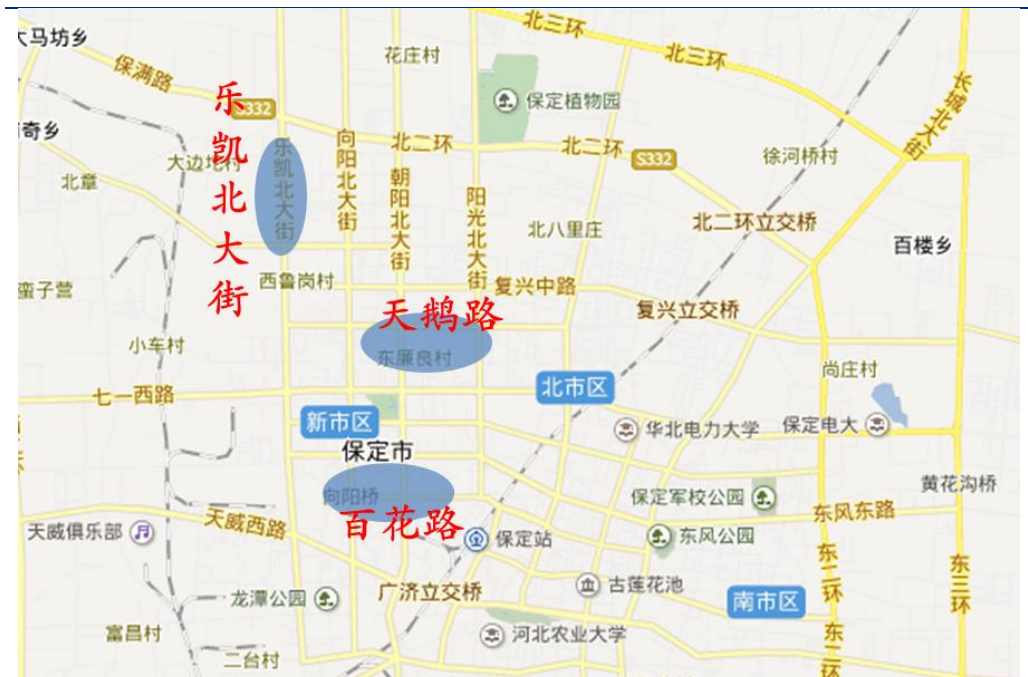 大马坊乡
保满路
花庄村
北三环
北三环
保定植物园
S332
奇乡
大边坨村
北章
乐凯北大街
乐凯北大街
向阳北大街
北二环
朝阳北大街
阳光北大街
北二环
S332
徐河桥村
长城北大街
北八里庄
北二环立交桥
百楼乡
蛮子营
西鲁岗村
复兴中路
复兴立交桥
天鹅路
小车村
东廉良村
尚庄村
七一西路
北市区
新市区
华北电力大学
保定电大
保定市
向阳桥
百花路
保定军校公园
黄花沟桥
天威俱乐部
天威西路
保定站
东风公园
东风东路
东二环
东三环
龙潭公园
广济立交桥
古莲花池
南市区
富昌村
河北农业大学
二台村
东二环